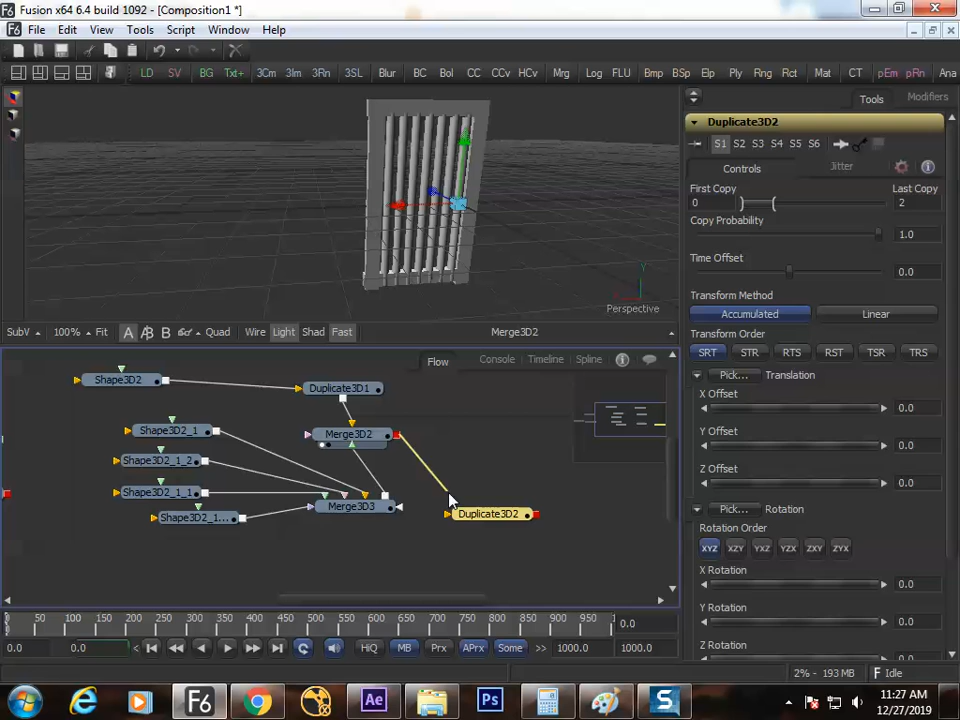 Fusion x64 6.4 build 1092 - [Composition1 *]
File Edit View Tools Script Window Help
LD SV BG Txt+ 3Cm 3Im 3Rn 3SL Blur BC Bol CC CCv HCv Mrg Log FLU Bmp BSp Elp Ply Rng Rct Mat CT pEm pRn Ana
Tools
Modifiers
Duplicate3D2
S1 S2 S3 S4 S5 S6
Controls
Jitter
First Copy
Last Copy
0
2
Copy Probability
1.0
Time Offset
0.0
Transform Method
Accumulated
Linear
Transform Order
SRT STR RTS RST TSR TRS
Pick... Translation
X Offset
0.0
Y Offset
0.0
Z Offset
0.0
Pick... Rotation
Rotation Order
XYZ XZY YXZ YZX ZXY ZYX
X Rotation
0.0
Y Rotation
0.0
Z Rotation
Y
X
Perspective
SubV 100% Fit A A/B B Quad Wire Light Shad Fast Merge3D2
Flow Console Timeline Spline
Shape3D2
Duplicate3D1
Shape3D2_1
Merge3D2
Shape3D2_1_2
Shape3D2_1_1
Merge3D3
Shape3D2_1...
Duplicate3D2
0 50 100 150 200 250 300 350 400 450 500 550 600 650 700 750 800 850 900 950 0.0
0.0 0.0 < HiQ MB Prx APrx Some >> 1000.0 1000.0
2% - 193 MB Idle
F6 Ae Ps S
11:27 AM
12/27/2019